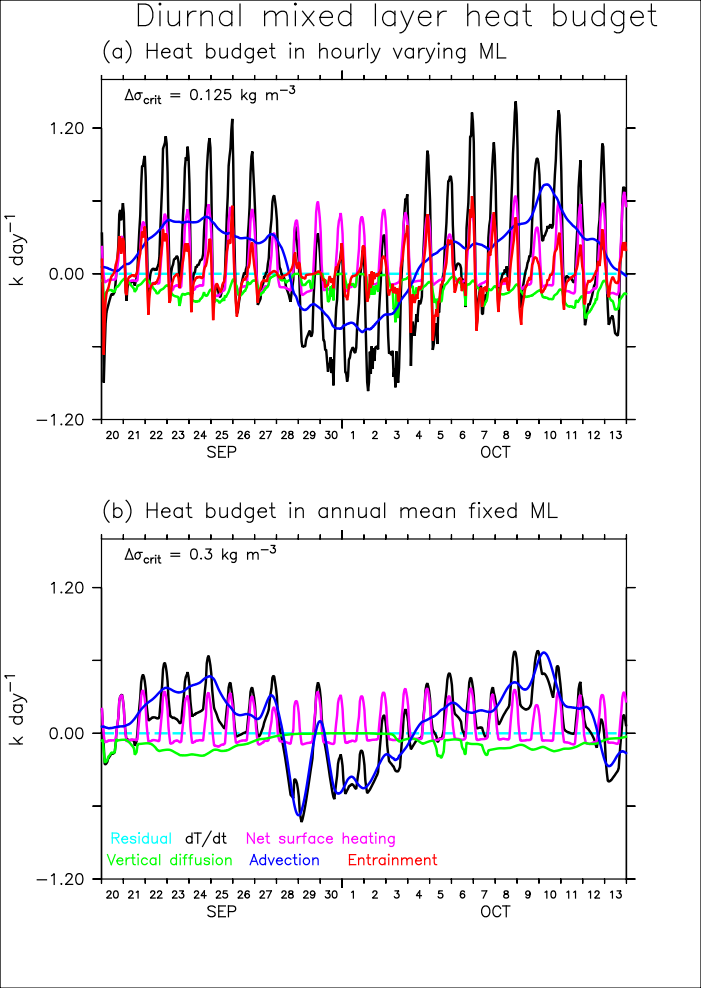 Diurnal mixed layer heat budget
(a) Heat budget in hourly varying ML
Δσcrit = 0.125 kg m−3
1.20
0.00
−1.20
k day−1
20 21 22 23 24 25 26 27 28 29 30 1 2 3 4 5 6 7 8 9 10 11 12 13
SEP OCT
(b) Heat budget in annual mean fixed ML
Δσcrit = 0.3 kg m−3
1.20
0.00
−1.20
k day−1
Residual dT/dt Net surface heating
Vertical diffusion Advection Entrainment
20 21 22 23 24 25 26 27 28 29 30 1 2 3 4 5 6 7 8 9 10 11 12 13
SEP OCT